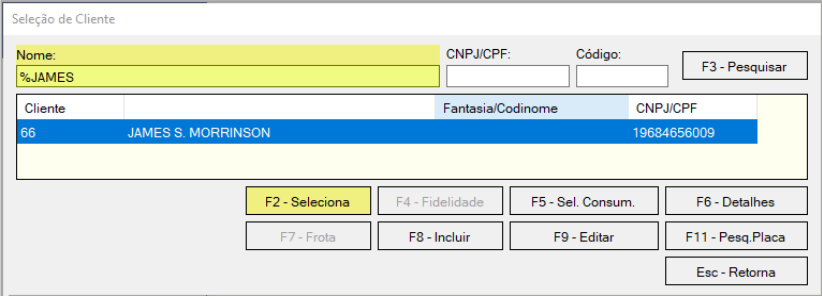 Seleção de Cliente
Nome: CNPJ/CPF: Código:
%JAMES F3 - Pesquisar
Cliente Fantasia/Codinome CNPJ/CPF
66 JAMES S. MORRINSON 19684656009
F2 - Seleciona F4 - Fidelidade F5 - Sel. Consum. F6 - Detalhes
F7 - Frota F8 - Incluir F9 - Editar F11 - Pesq.Placa
Esc - Retorna